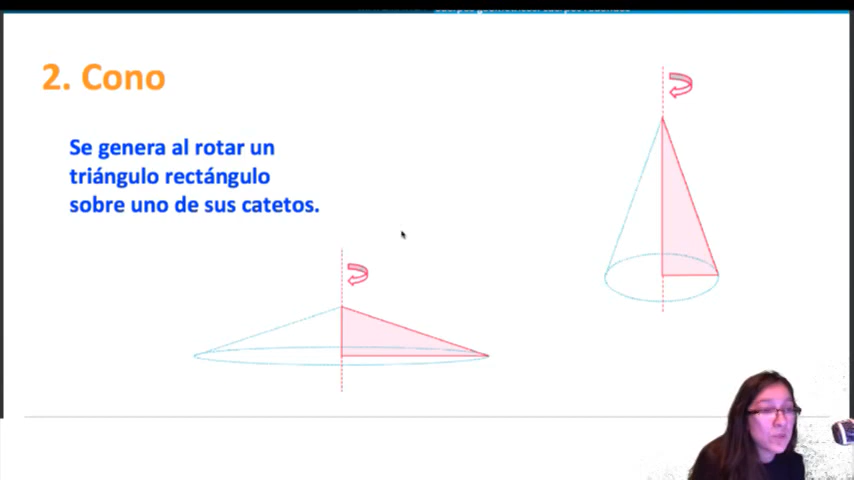 2. Cono
Se genera al rotar un
triángulo rectángulo
sobre uno de sus catetos.